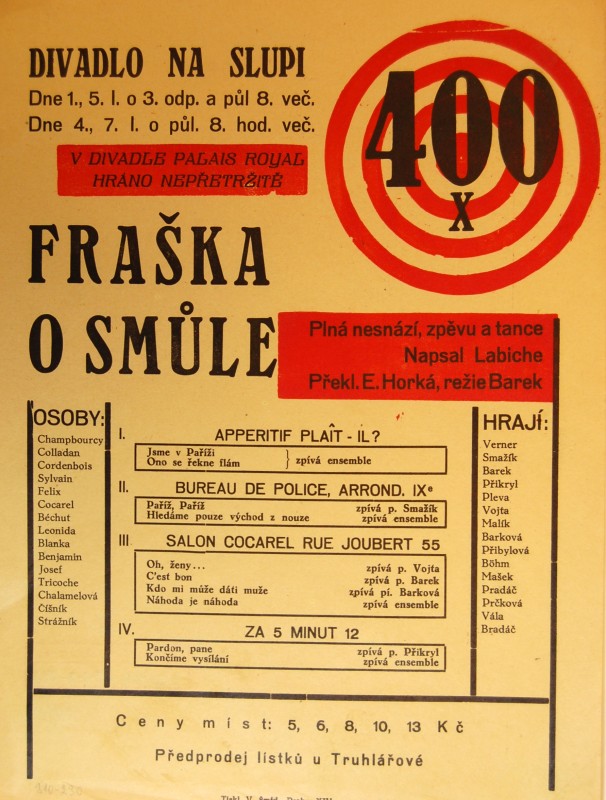 DIVADLO NA SLUPI
Dne 1., 5. I. o 3. odp. a půl 8. več.
Dne 4., 7. I. o půl. 8. hod. več.
V DIVADLE PALAIS ROYAL
HRÁNO NEPŘETRŽITĚ
400
X
FRAŠKA
O SMŮLE
Plná nesnází, zpěvu a tance
Napsal Labiche
Překl. E. Horká, režie Barek
OSOBY:
Champbourcy
Colladan
Cordenbois
Sylvain
Felix
Cocarel
Béchut
Leonida
Blanka
Benjamin
Josef
Tricoche
Chalamelová
Číšník
Strážník
I. APPERITIF PLAÎT - IL?
Jsme v Paříži
Ono se řekne flám } zpívá ensemble
II. BUREAU DE POLICE, ARROND. IXe
Paříž, Paříž zpívá p. Smažík
Hledáme pouze východ z nouze zpívá ensemble
III SALON COCAREL RUE JOUBERT 55
Oh, ženy... zpívá p. Vojta
C'est bon zpívá p. Barek
Kdo mi může dáti muže zpívá pí. Barková
Náhoda je náhoda zpívá ensemble
IV. ZA 5 MINUT 12
Pardon, pane zpívá p. Přikryl
Končíme vysílání zpívá ensemble
HRAJÍ:
Verner
Smažík
Barek
Přikryl
Pleva
Vojta
Malík
Barková
Přibylová
Böhm
Mašek
Pradáč
Prčková
Vála
Bradáč
Ceny míst: 5, 6, 8, 10, 13 Kč
Předprodej lístků u Truhlářové